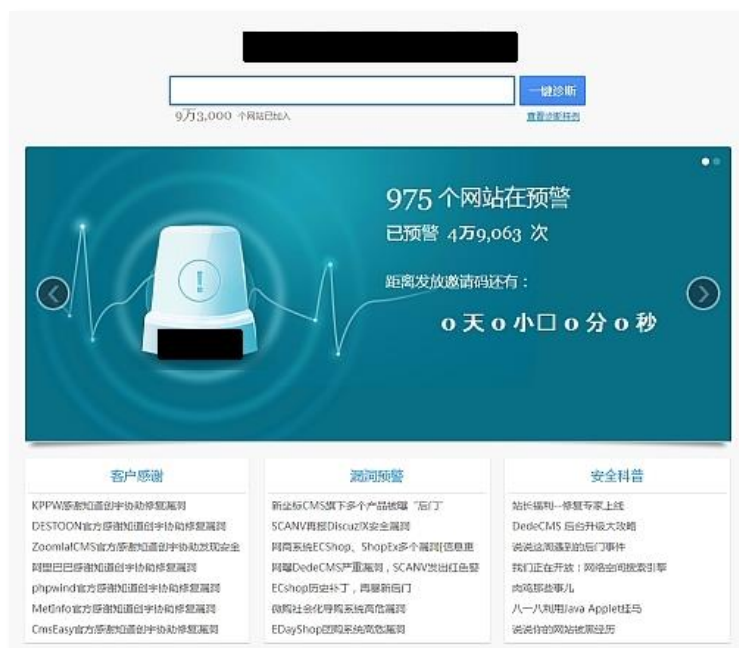 一键诊断
9万3,000 个网站已加入
查看诊断样例
975 个网站在预警
已预警 4万9,063 次
距离发放邀请码还有：
0 天 0 小□ 0 分 0 秒
客户感谢
KPPW感谢知道创宇协助修复漏洞
DESTOON官方感谢知道创宇协助修复漏洞
Zoomla!CMS官方感谢知道创宇协助发现安全
阿里巴巴感谢知道创宇协助修复漏洞
phpwind官方感谢知道创宇协助修复漏洞
MetInfo官方感谢知道创宇协助修复漏洞
CmsEasy官方感谢知道创宇协助修复漏洞
漏洞预警
新坐标CMS旗下多个产品被曝“后门”
SCANV再报Discuz!X安全漏洞
网商系统ECShop、ShopEx多个漏洞[信息更
网曝DedeCMS严重漏洞，SCANV发出红色警
ECshop历史补丁，再暴新后门
微购社会化导购系统高危漏洞
EDayShop团购系统高危漏洞
安全科普
站长福利--修复专家上线
DedeCMS 后台升级大攻略
说说这周遇到的后门事件
我们正在开放：网络空间搜索引擎
肉鸡那些事儿
八一八利用Java Applet挂马
说说你的网站被黑经历